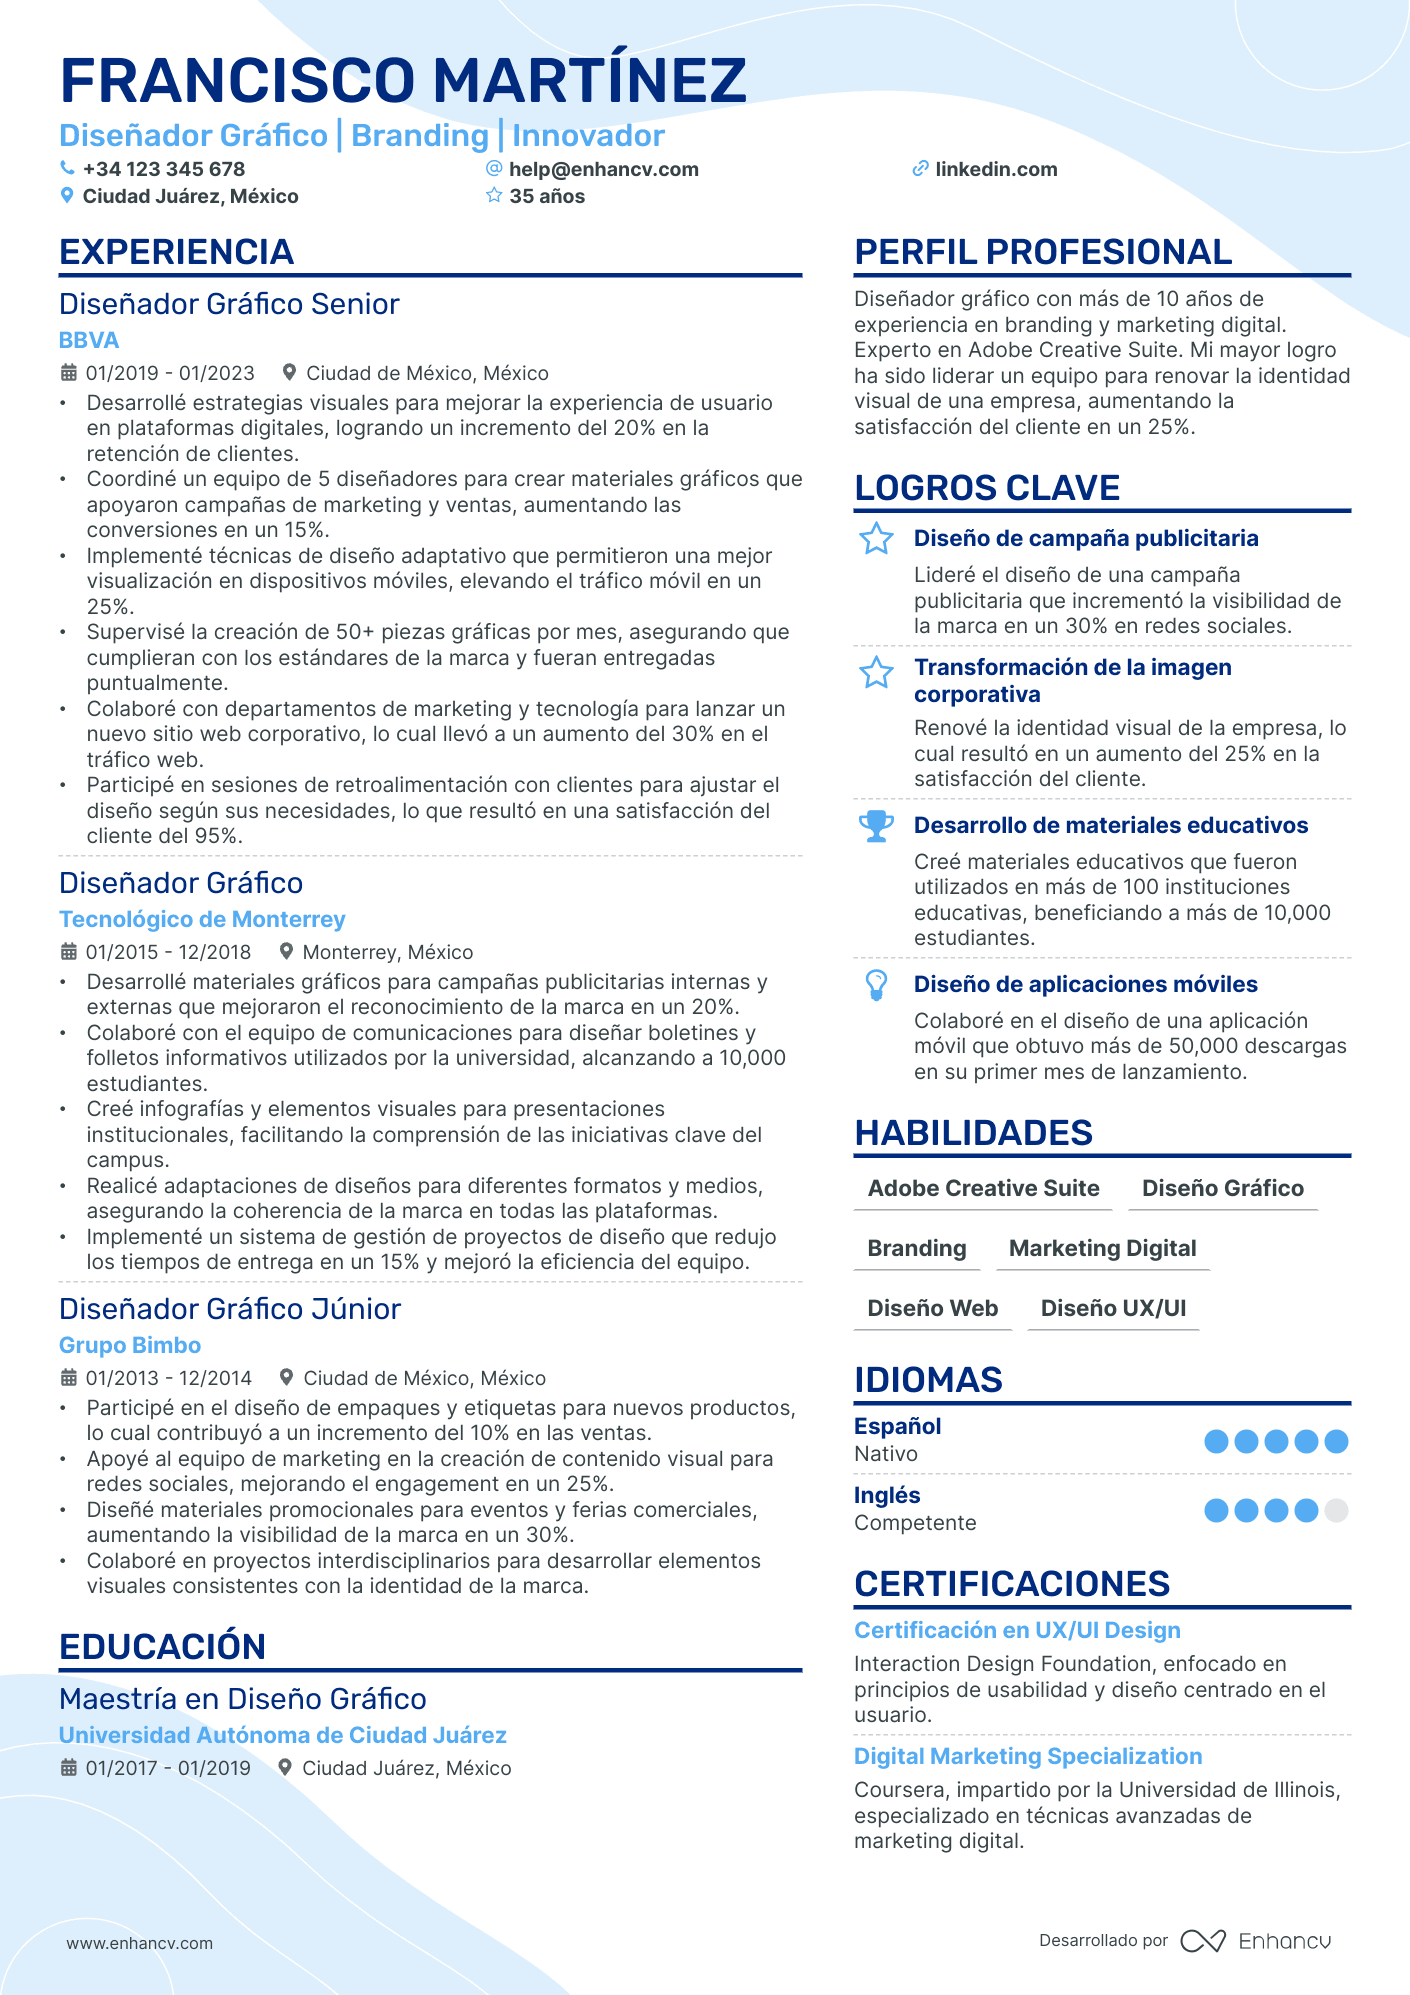 FRANCISCO MARTÍNEZ
Diseñador Gráfico | Branding | Innovador
+34 123 345 678
help@enhancv.com
linkedin.com
Ciudad Juárez, México
35 años
EXPERIENCIA
Diseñador Gráfico Senior
BBVA
01/2019 - 01/2023 Ciudad de México, México
• Desarrollé estrategias visuales para mejorar la experiencia de usuario
en plataformas digitales, logrando un incremento del 20% en la
retención de clientes.
• Coordiné un equipo de 5 diseñadores para crear materiales gráficos que
apoyaron campañas de marketing y ventas, aumentando las
conversiones en un 15%.
• Implementé técnicas de diseño adaptativo que permitieron una mejor
visualización en dispositivos móviles, elevando el tráfico móvil en un
25%.
• Supervisé la creación de 50+ piezas gráficas por mes, asegurando que
cumplieran con los estándares de la marca y fueran entregadas
puntualmente.
• Colaboré con departamentos de marketing y tecnología para lanzar un
nuevo sitio web corporativo, lo cual llevó a un aumento del 30% en el
tráfico web.
• Participé en sesiones de retroalimentación con clientes para ajustar el
diseño según sus necesidades, lo que resultó en una satisfacción del
cliente del 95%.
Diseñador Gráfico
Tecnológico de Monterrey
01/2015 - 12/2018 Monterrey, México
• Desarrollé materiales gráficos para campañas publicitarias internas y
externas que mejoraron el reconocimiento de la marca en un 20%.
• Colaboré con el equipo de comunicaciones para diseñar boletines y
folletos informativos utilizados por la universidad, alcanzando a 10,000
estudiantes.
• Creé infografías y elementos visuales para presentaciones
institucionales, facilitando la comprensión de las iniciativas clave del
campus.
• Realicé adaptaciones de diseños para diferentes formatos y medios,
asegurando la coherencia de la marca en todas las plataformas.
• Implementé un sistema de gestión de proyectos de diseño que redujo
los tiempos de entrega en un 15% y mejoró la eficiencia del equipo.
Diseñador Gráfico Júnior
Grupo Bimbo
01/2013 - 12/2014 Ciudad de México, México
• Participé en el diseño de empaques y etiquetas para nuevos productos,
lo cual contribuyó a un incremento del 10% en las ventas.
• Apoyé al equipo de marketing en la creación de contenido visual para
redes sociales, mejorando el engagement en un 25%.
• Diseñé materiales promocionales para eventos y ferias comerciales,
aumentando la visibilidad de la marca en un 30%.
• Colaboré en proyectos interdisciplinarios para desarrollar elementos
visuales consistentes con la identidad de la marca.
EDUCACIÓN
Maestría en Diseño Gráfico
Universidad Autónoma de Ciudad Juárez
01/2017 - 01/2019 Ciudad Juárez, México
PERFIL PROFESIONAL
Diseñador gráfico con más de 10 años de
experiencia en branding y marketing digital.
Experto en Adobe Creative Suite. Mi mayor logro
ha sido liderar un equipo para renovar la identidad
visual de una empresa, aumentando la
satisfacción del cliente en un 25%.
LOGROS CLAVE
Diseño de campaña publicitaria
Lideré el diseño de una campaña
publicitaria que incrementó la visibilidad de
la marca en un 30% en redes sociales.
Transformación de la imagen
corporativa
Renové la identidad visual de la empresa, lo
cual resultó en un aumento del 25% en la
satisfacción del cliente.
Desarrollo de materiales educativos
Creé materiales educativos que fueron
utilizados en más de 100 instituciones
educativas, beneficiando a más de 10,000
estudiantes.
Diseño de aplicaciones móviles
Colaboré en el diseño de una aplicación
móvil que obtuvo más de 50,000 descargas
en su primer mes de lanzamiento.
HABILIDADES
Adobe Creative Suite Diseño Gráfico
Branding Marketing Digital
Diseño Web Diseño UX/UI
IDIOMAS
Español
Nativo
Inglés
Competente
CERTIFICACIONES
Certificación en UX/UI Design
Interaction Design Foundation, enfocado en
principios de usabilidad y diseño centrado en el
usuario.
Digital Marketing Specialization
Coursera, impartido por la Universidad de Illinois,
especializado en técnicas avanzadas de
marketing digital.
www.enhancv.com
Desarrollado por Enhancv